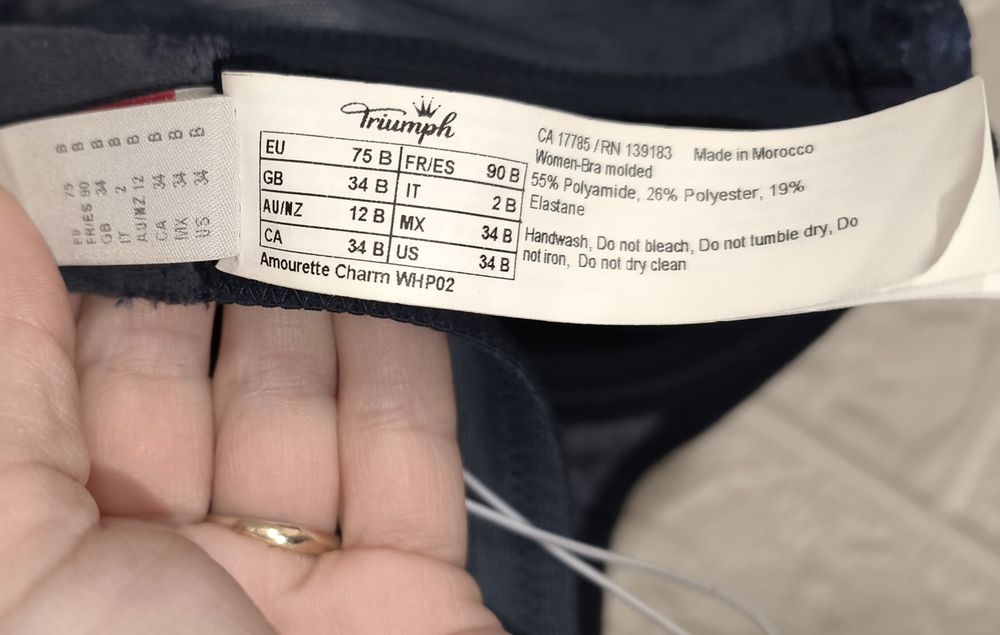 Triumph
EU 75 B FR/ES 90 B
GB 34 B IT 2 B
AU/NZ 12 B MX 34 B
CA 34 B US 34 B
Amourette Charm WHP02
CA 17785 /RN 139183 Made in Morocco
Women-Bra molded
55% Polyamide, 26% Polyester, 19%
Elastane
Handwash, Do not bleach, Do not tumble dry, Do
not iron, Do not dry clean
EU 75 B
FR/ES 90 B
GB 34 B
IT 2 B
AU/NZ 12 B
CA 34 B
MX 34 B
US 34 B